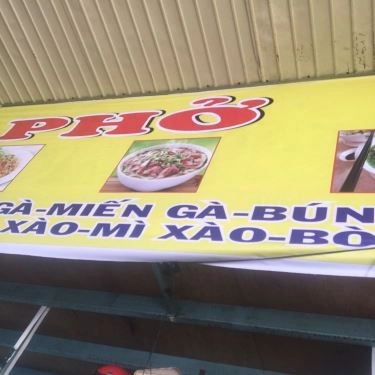 PHỞ
GÀ-MIẾN GÀ-BÚN
XÀO-MÌ XÀO-BÒ